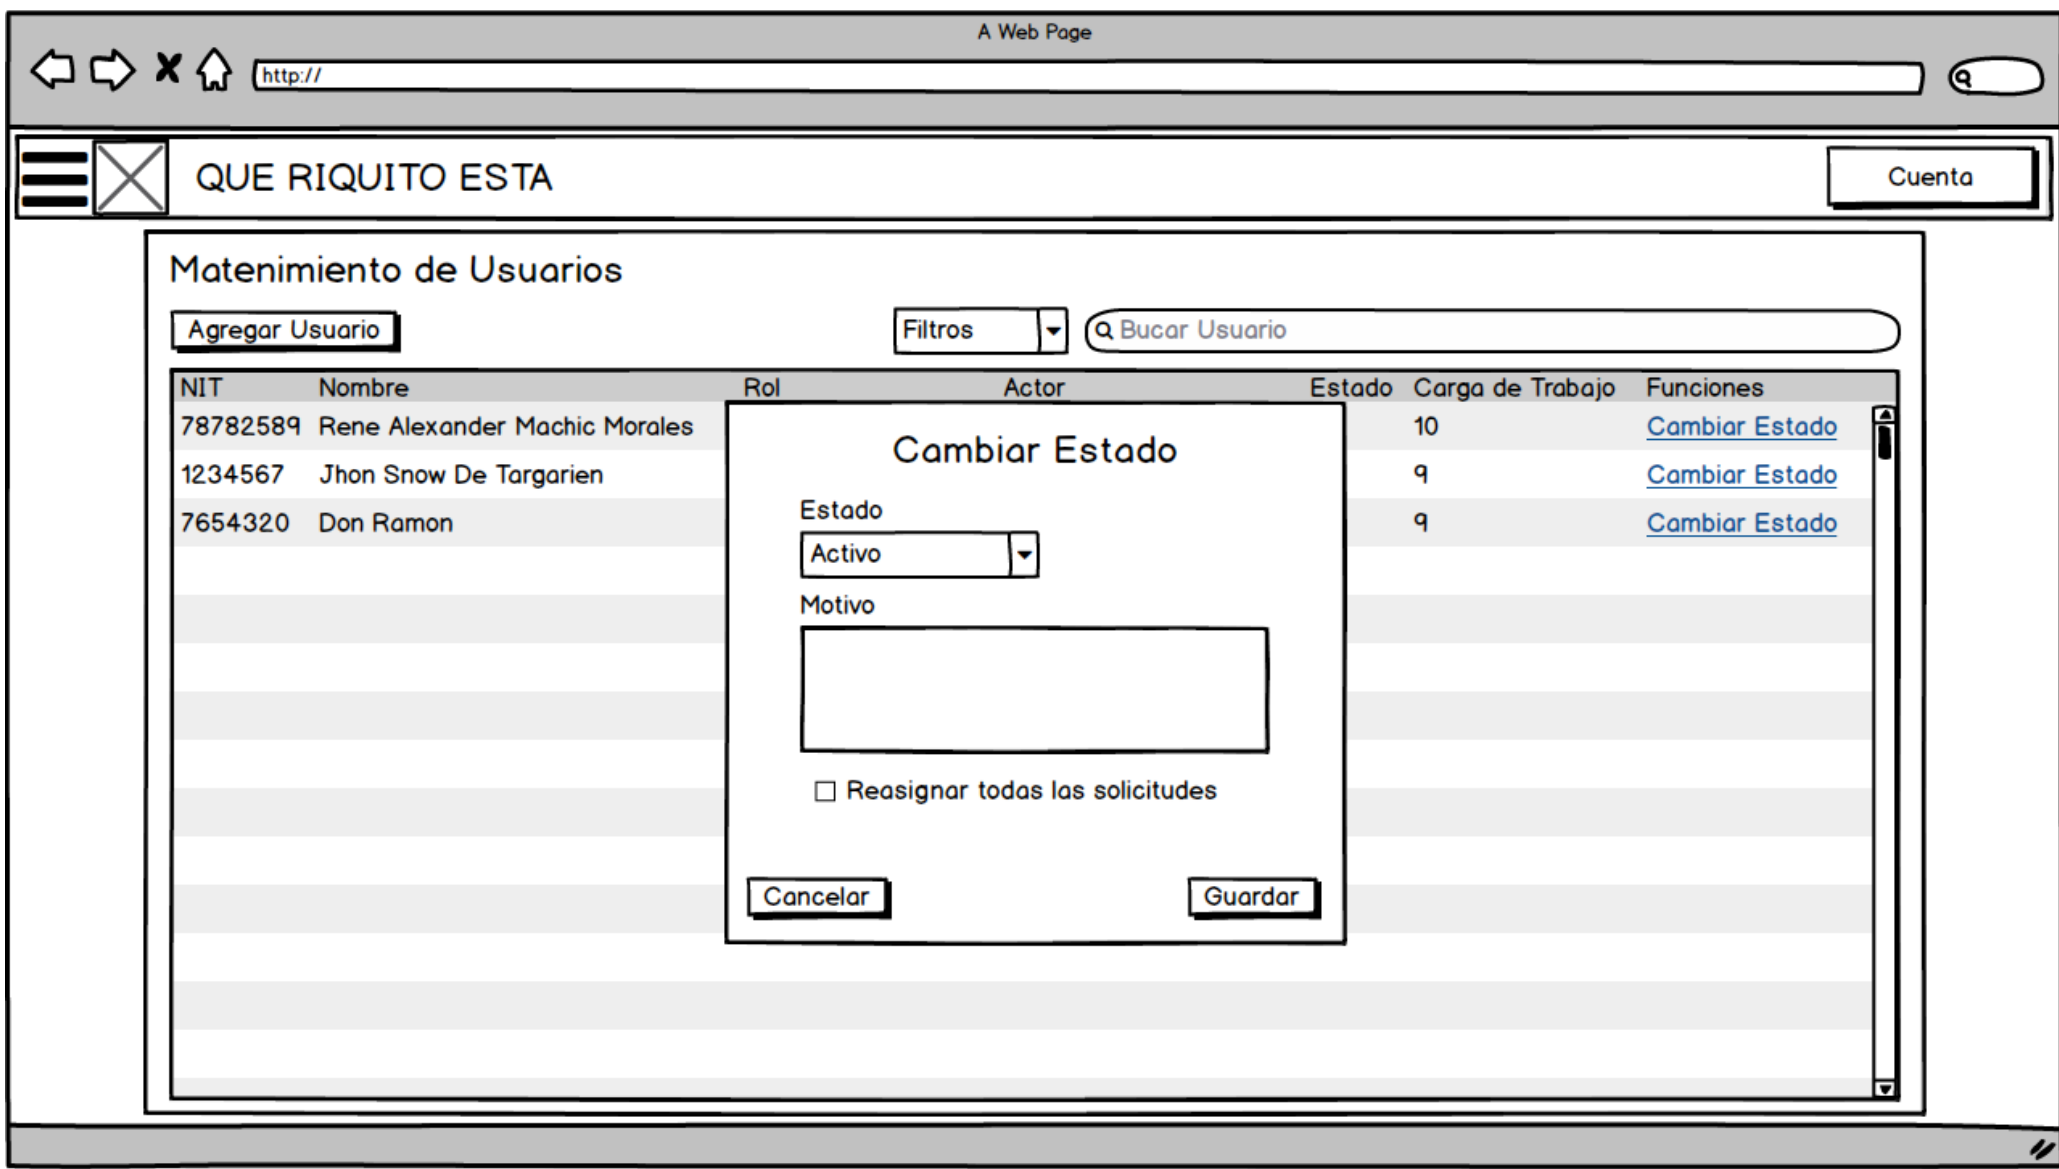 A Web Page
http://
QUE RIQUITO ESTA
Cuenta
Matenimiento de Usuarios
Agregar Usuario
Filtros
Bucar Usuario
NIT Nombre Rol Actor Estado Carga de Trabajo Funciones
78782589 Rene Alexander Machic Morales 10 Cambiar Estado
1234567 Jhon Snow De Targarien 9 Cambiar Estado
7654320 Don Ramon 9 Cambiar Estado
Cambiar Estado
Estado
Activo
Motivo
Reasignar todas las solicitudes
Cancelar
Guardar